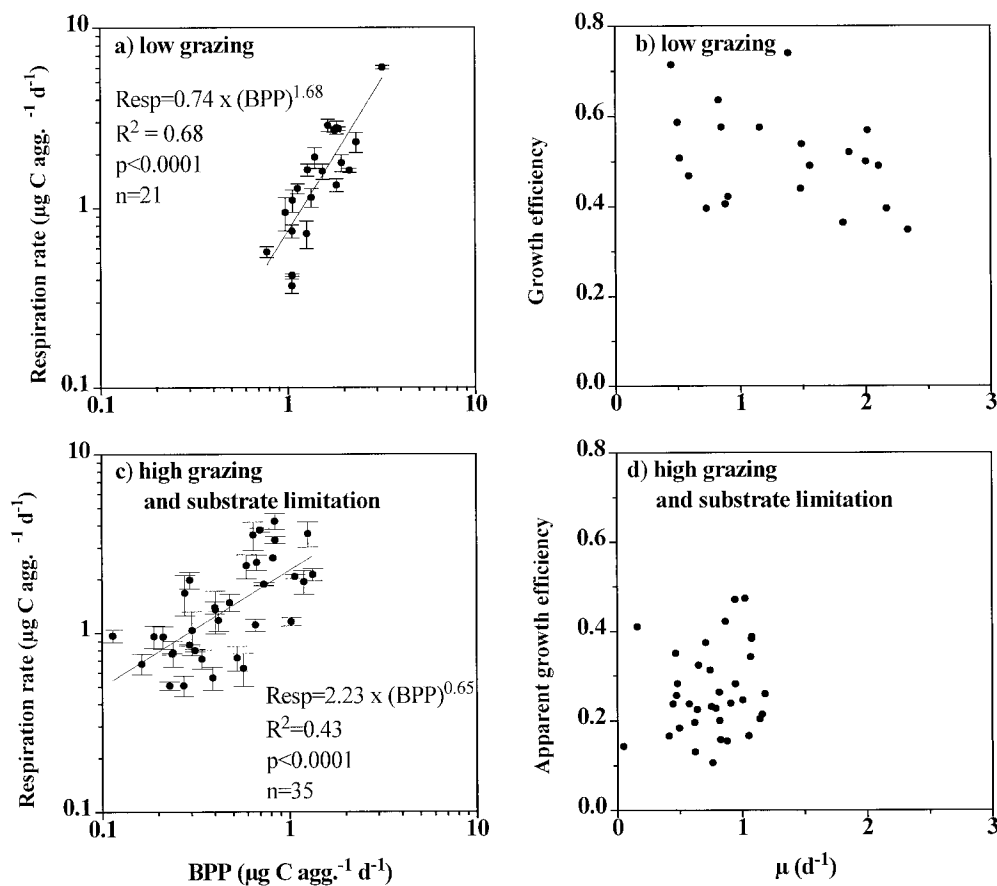 a) low grazing
Resp=0.74 x (BPP)^1.68
R² = 0.68
p<0.0001
n=21
Respiration rate (µg C agg. ⁻¹ d⁻¹)
10
1
0.1
0.1
1
10
b) low grazing
Growth efficiency
0.8
0.6
0.4
0.2
0.0
0
1
2
3
c) high grazing
and substrate limitation
Resp=2.23 x (BPP)^0.65
R²=0.43
p<0.0001
n=35
Respiration rate (µg C agg. ⁻¹ d⁻¹)
10
1
0.1
0.1
1
10
BPP (µg C agg.⁻¹ d⁻¹)
d) high grazing
and substrate limitation
Apparent growth efficiency
0.8
0.6
0.4
0.2
0.0
0
1
2
3
µ (d⁻¹)